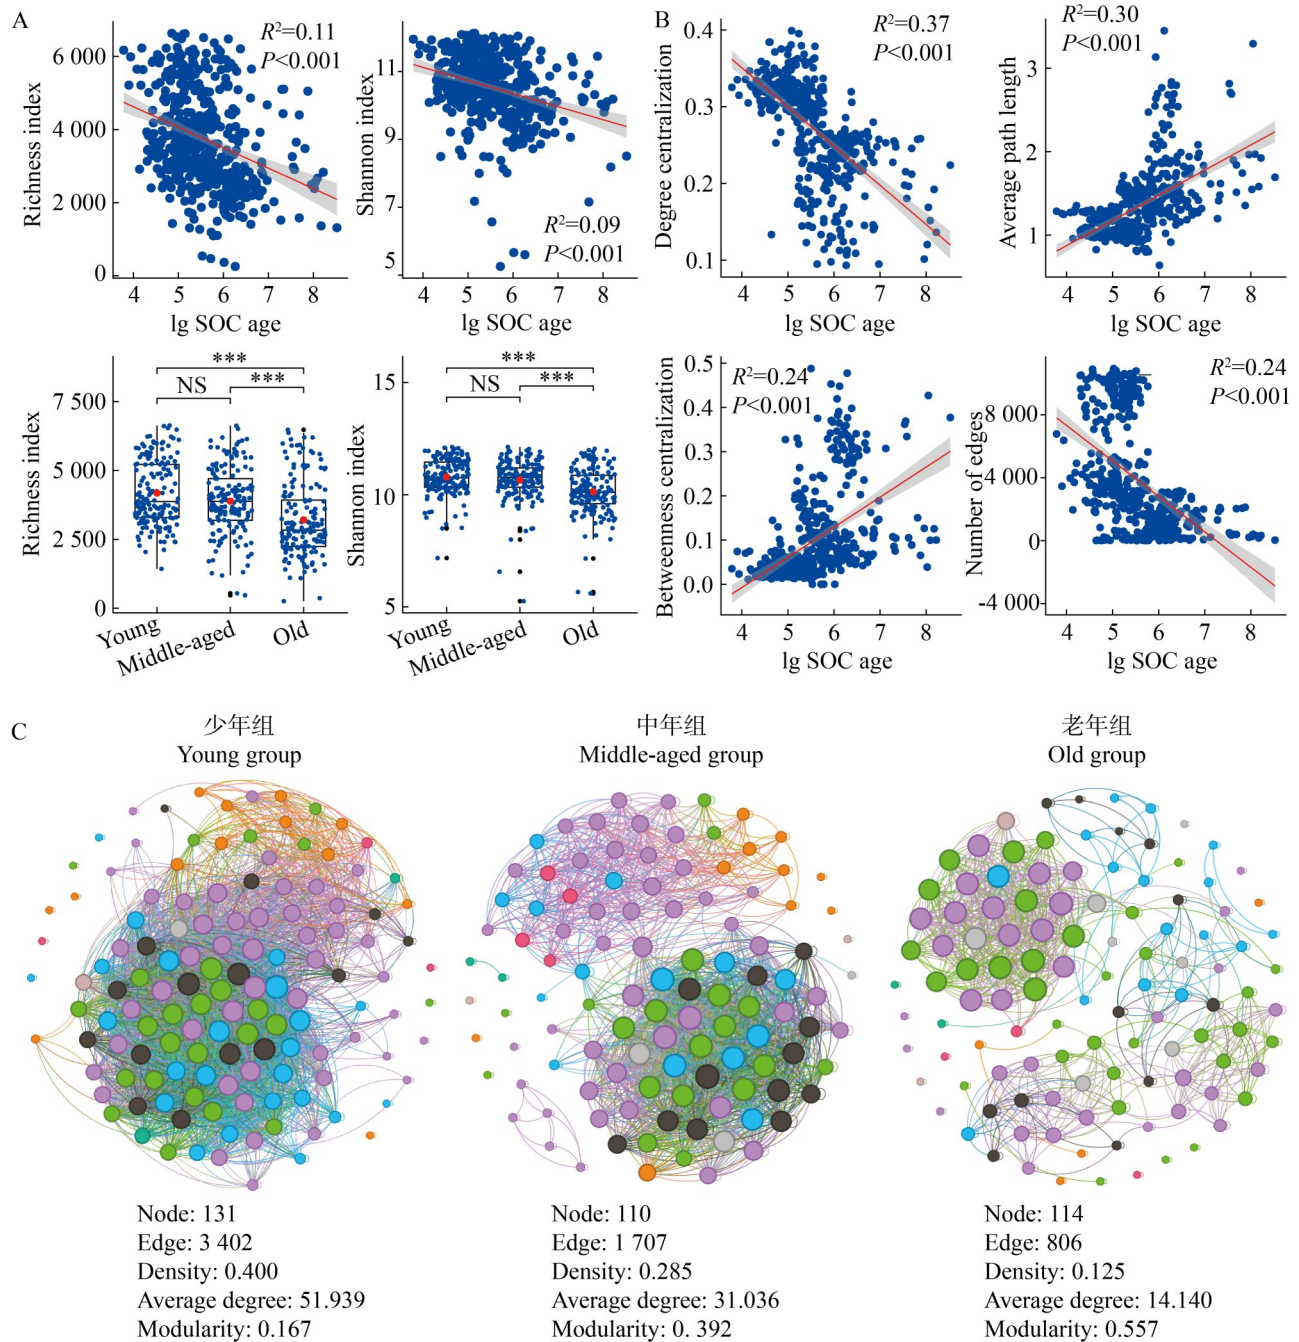 A
R²=0.11
P<0.001
Richness index
6 000
4 000
2 000
0
4 5 6 7 8
lg SOC age
Shannon index
11
9
7
5
R²=0.09
P<0.001
4 5 6 7 8
lg SOC age
B
R²=0.37
P<0.001
Degree centralization
0.4
0.3
0.2
0.1
4 5 6 7 8
lg SOC age
R²=0.30
P<0.001
Average path length
3
2
1
4 5 6 7 8
lg SOC age
Richness index
7 500
5 000
2 500
0
***
NS ***
Young
Middle-aged
Old
Shannon index
15
10
5
***
NS ***
Young
Middle-aged
Old
Betweenness centralization
0.5
0.4
0.3
0.2
0.1
0.0
R²=0.24
P<0.001
4 5 6 7 8
lg SOC age
Number of edges
8 000
4 000
0
-4 000
R²=0.24
P<0.001
4 5 6 7 8
lg SOC age
C
少年组
Young group
Node: 131
Edge: 3 402
Density: 0.400
Average degree: 51.939
Modularity: 0.167
中年组
Middle-aged group
Node: 110
Edge: 1 707
Density: 0.285
Average degree: 31.036
Modularity: 0. 392
老年组
Old group
Node: 114
Edge: 806
Density: 0.125
Average degree: 14.140
Modularity: 0.557